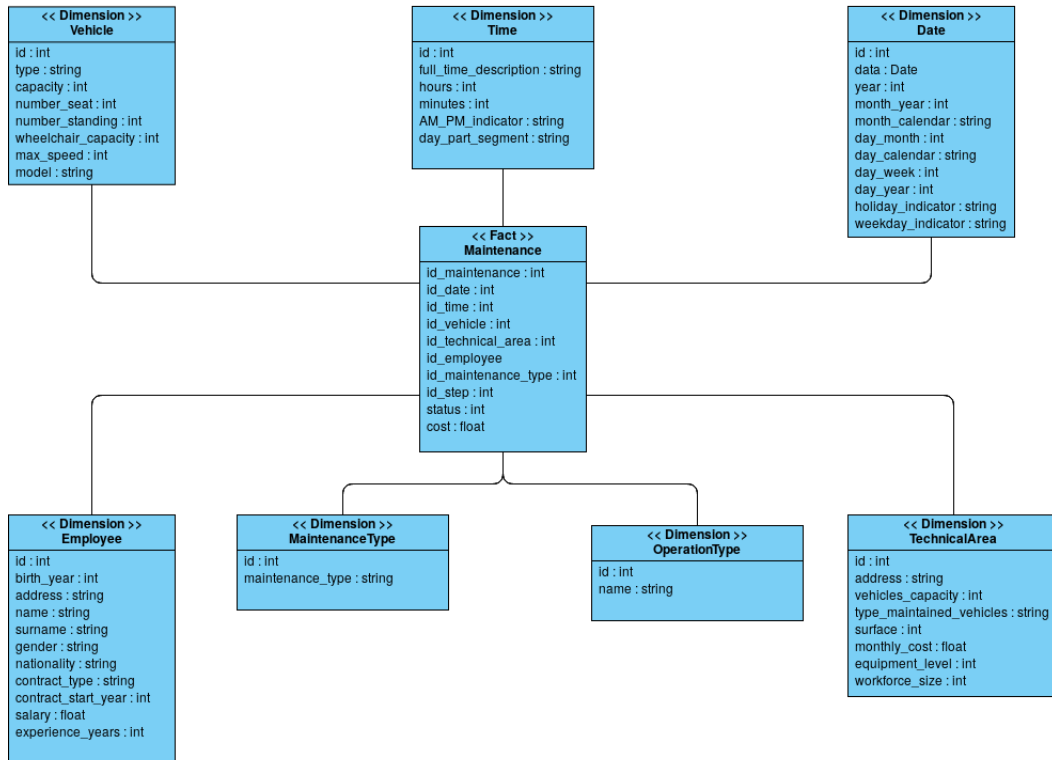 << Dimension >>
Vehicle
id : int
type : string
capacity : int
number_seat : int
number_standing : int
wheelchair_capacity : int
max_speed : int
model : string
<< Dimension >>
Time
id : int
full_time_description : string
hours : int
minutes : int
AM_PM_indicator : string
day_part_segment : string
<< Dimension >>
Date
id : int
data : Date
year : int
month_year : int
month_calendar : string
day_month : int
day_calendar : string
day_week : int
day_year : int
holiday_indicator : string
weekday_indicator : string
<< Fact >>
Maintenance
id_maintenance : int
id_date : int
id_time : int
id_vehicle : int
id_technical_area : int
id_employee
id_maintenance_type : int
id_step : int
status : int
cost : float
<< Dimension >>
Employee
id : int
birth_year : int
address : string
name : string
surname : string
gender : string
nationality : string
contract_type : string
contract_start_year : int
salary : float
experience_years : int
<< Dimension >>
MaintenanceType
id : int
maintenance_type : string
<< Dimension >>
OperationType
id : int
name : string
<< Dimension >>
TechnicalArea
id : int
address : string
vehicles_capacity : int
type_maintained_vehicles : string
surface : int
monthly_cost : float
equipment_level : int
workforce_size : int